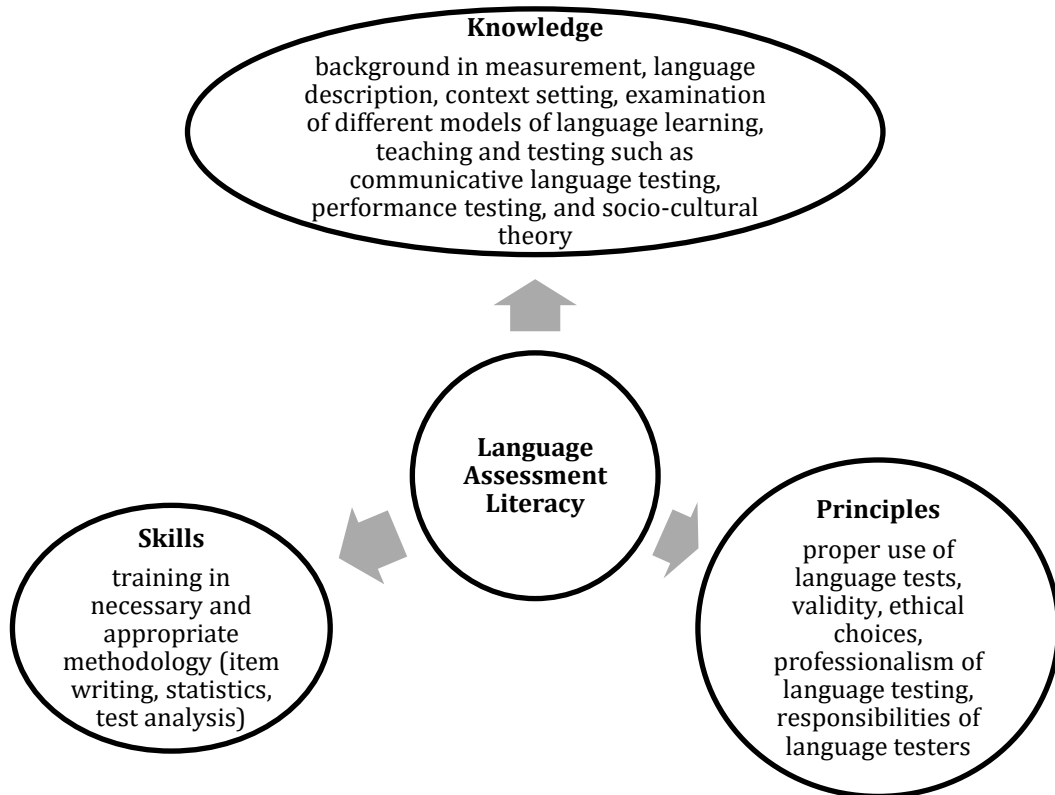 Knowledge
background in measurement, language
description, context setting, examination
of different models of language learning,
teaching and testing such as
communicative language testing,
performance testing, and socio-cultural
theory
Language
Assessment
Literacy
Skills
training in
necessary and
appropriate
methodology (item
writing, statistics,
test analysis)
Principles
proper use of
language tests,
validity, ethical
choices,
professionalism of
language testing,
responsibilities of
language testers